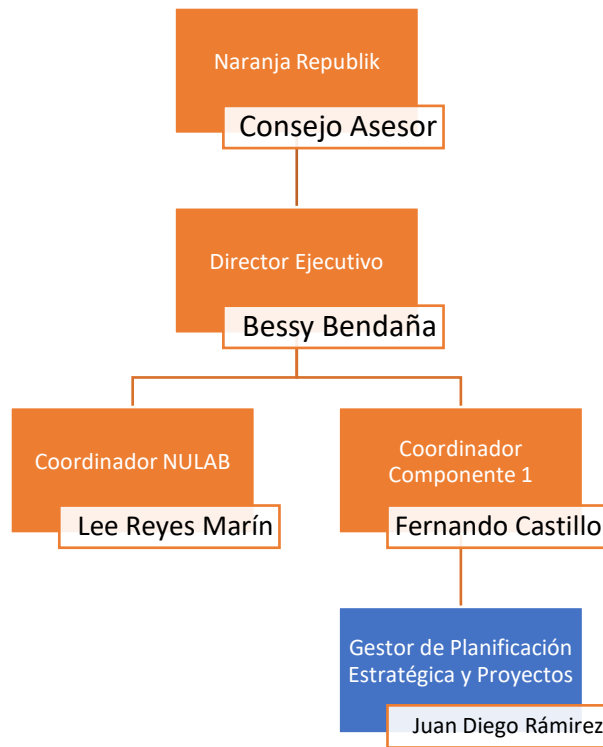 Naranja Republik
Consejo Asesor
Director Ejecutivo
Bessy Bendaña
Coordinador NULAB
Lee Reyes Marín
Coordinador
Componente 1
Fernando Castillo
Gestor de Planificación
Estratégica y Proyectos
Juan Diego Rámirez